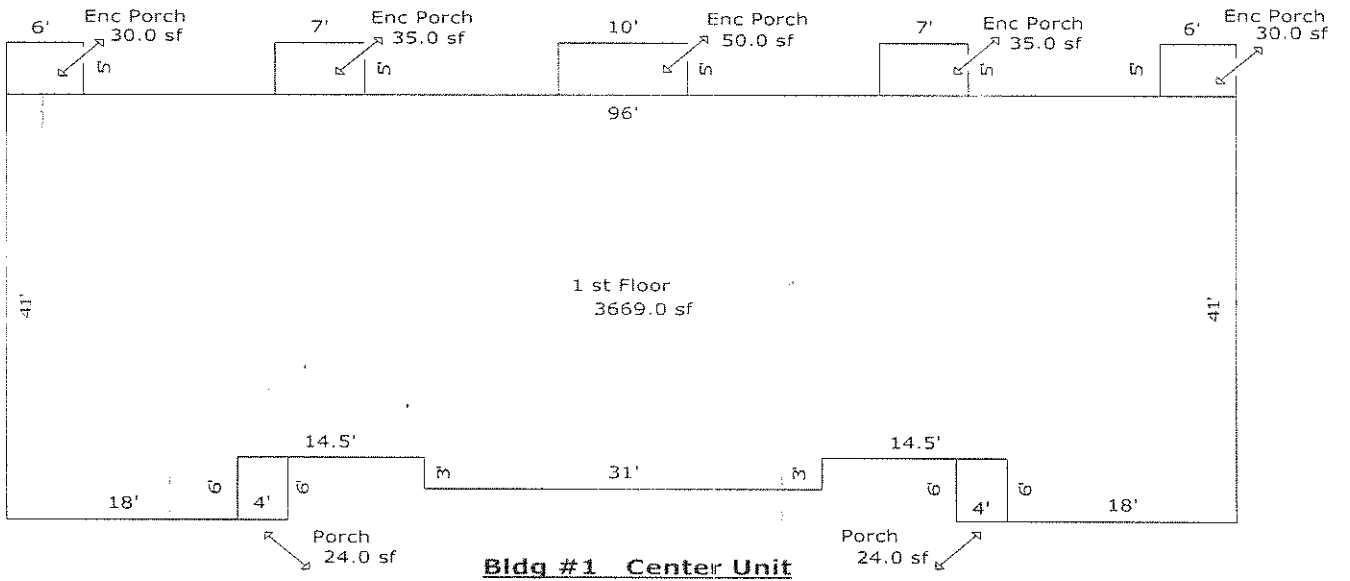 6'
Enc Porch
30.0 sf
5'
7'
Enc Porch
35.0 sf
5'
10'
Enc Porch
50.0 sf
5'
7'
Enc Porch
35.0 sf
5'
5'
6'
Enc Porch
30.0 sf
96'
41'
1 st Floor
3669.0 sf
41'
14.5'
14.5'
6'
4'
6'
3'
31'
3'
6'
4'
6'
18'
18'
Porch
24.0 sf
Porch
24.0 sf
Bldg #1 Center Unit